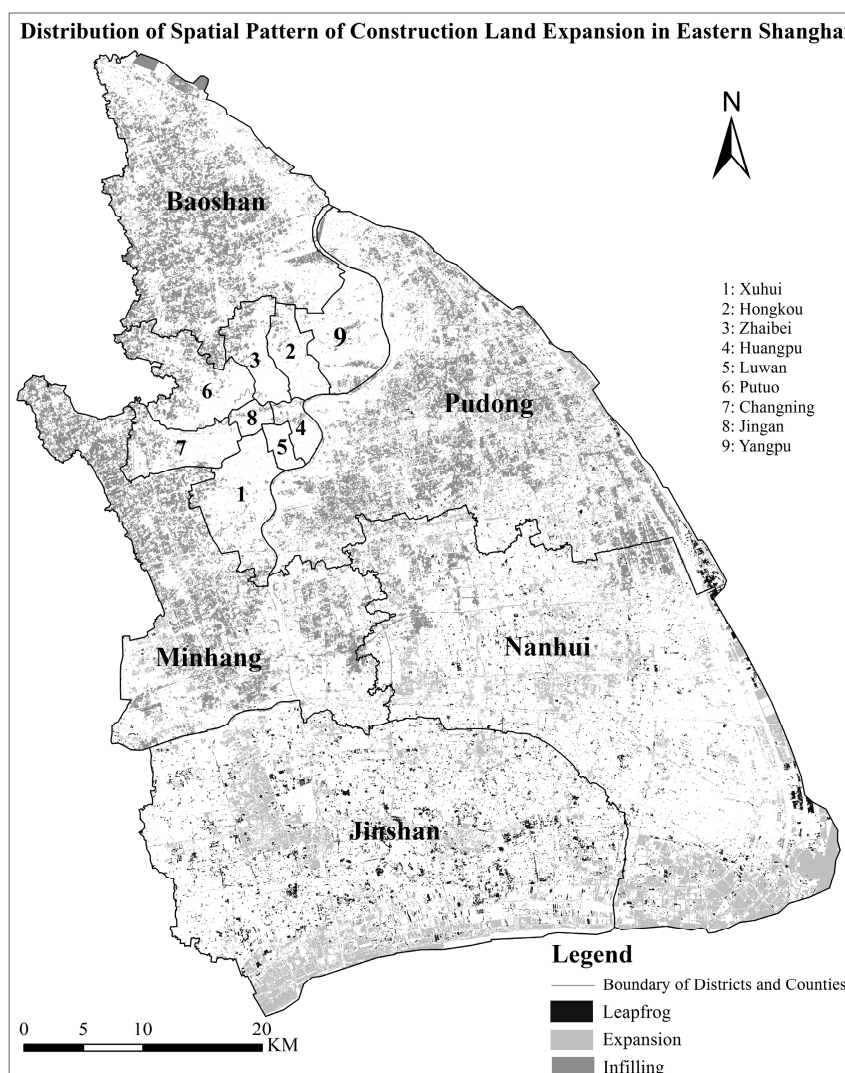 Distribution of Spatial Pattern of Construction Land Expansion in Eastern Shanghai
N
Baoshan
1: Xuhui
2: Hongkou
3: Zhaibei
4: Huangpu
5: Luwan
6: Putuo
7: Changning
8: Jingan
9: Yangpu
9
2
3
6
Pudong
8
4
7
5
1
Nanhui
Minhang
Jinshan
Legend
Boundary of Districts and Counties
Leapfrog
Expansion
Infilling
0 5 10 20
KM